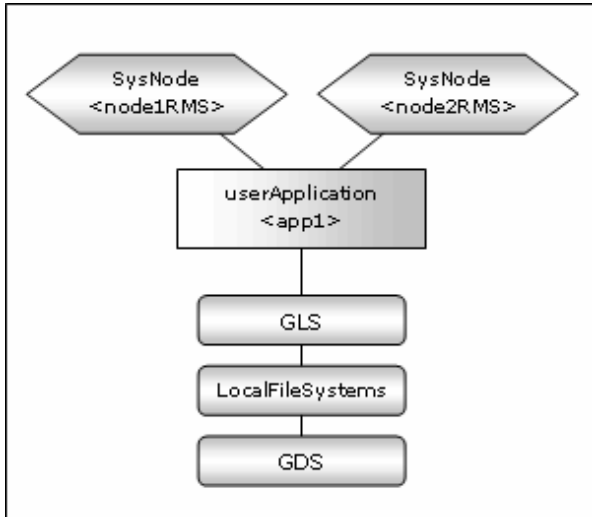 SysNode
<node1RMS>
SysNode
<node2RMS>
userApplication
<app1>
GLS
LocalFileSystems
GDS